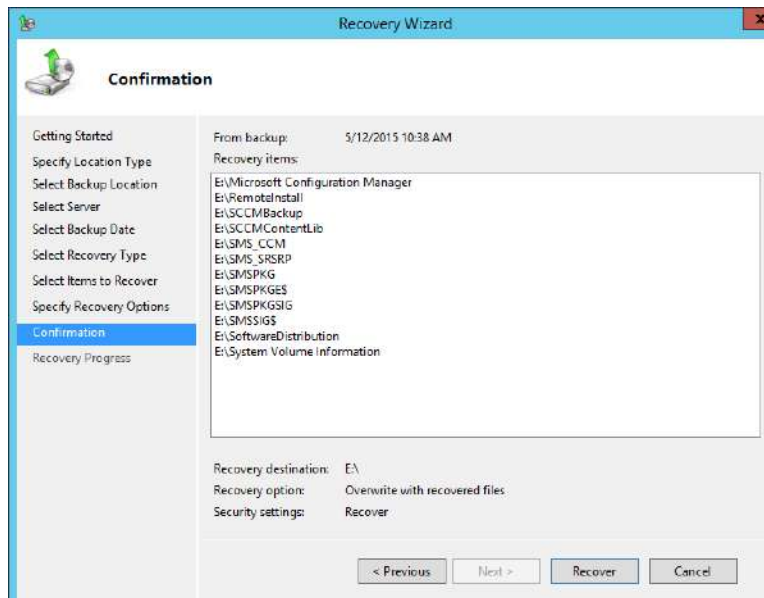 Recovery Wizard
x
Confirmation
Getting Started
Specify Location Type
Select Backup Location
Select Server
Select Backup Date
Select Recovery Type
Select Items to Recover
Specify Recovery Options
Confirmation
Recovery Progress
From backup: 5/12/2015 10:38 AM
Recovery items:
E:\Microsoft Configuration Manager
E:\RemoteInstall
E:\SCCMBackup
E:\SCCMContentLib
E:\SMS_CCM
E:\SMS_SRSRP
E:\SMSPKG
E:\SMSPKGE$
E:\SMSPKGSIG
E:\SMSSIG$
E:\SoftwareDistribution
E:\System Volume Information
Recovery destination: E:\
Recovery option: Overwrite with recovered files
Security settings: Recover
< Previous Next > Recover Cancel